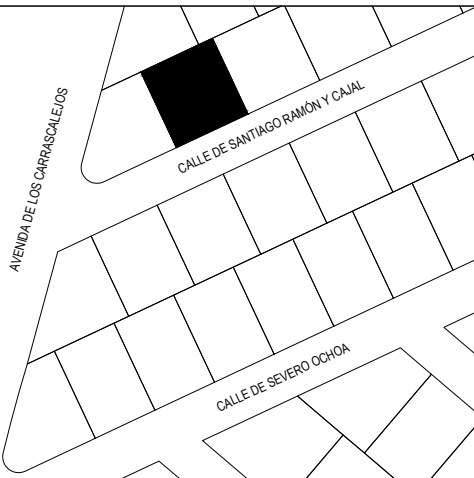 AVENIDA DE LOS CARRASCALEJOS
CALLE DE SANTIAGO RAMÓN Y CAJAL
CALLE DE SEVERO OCHOA